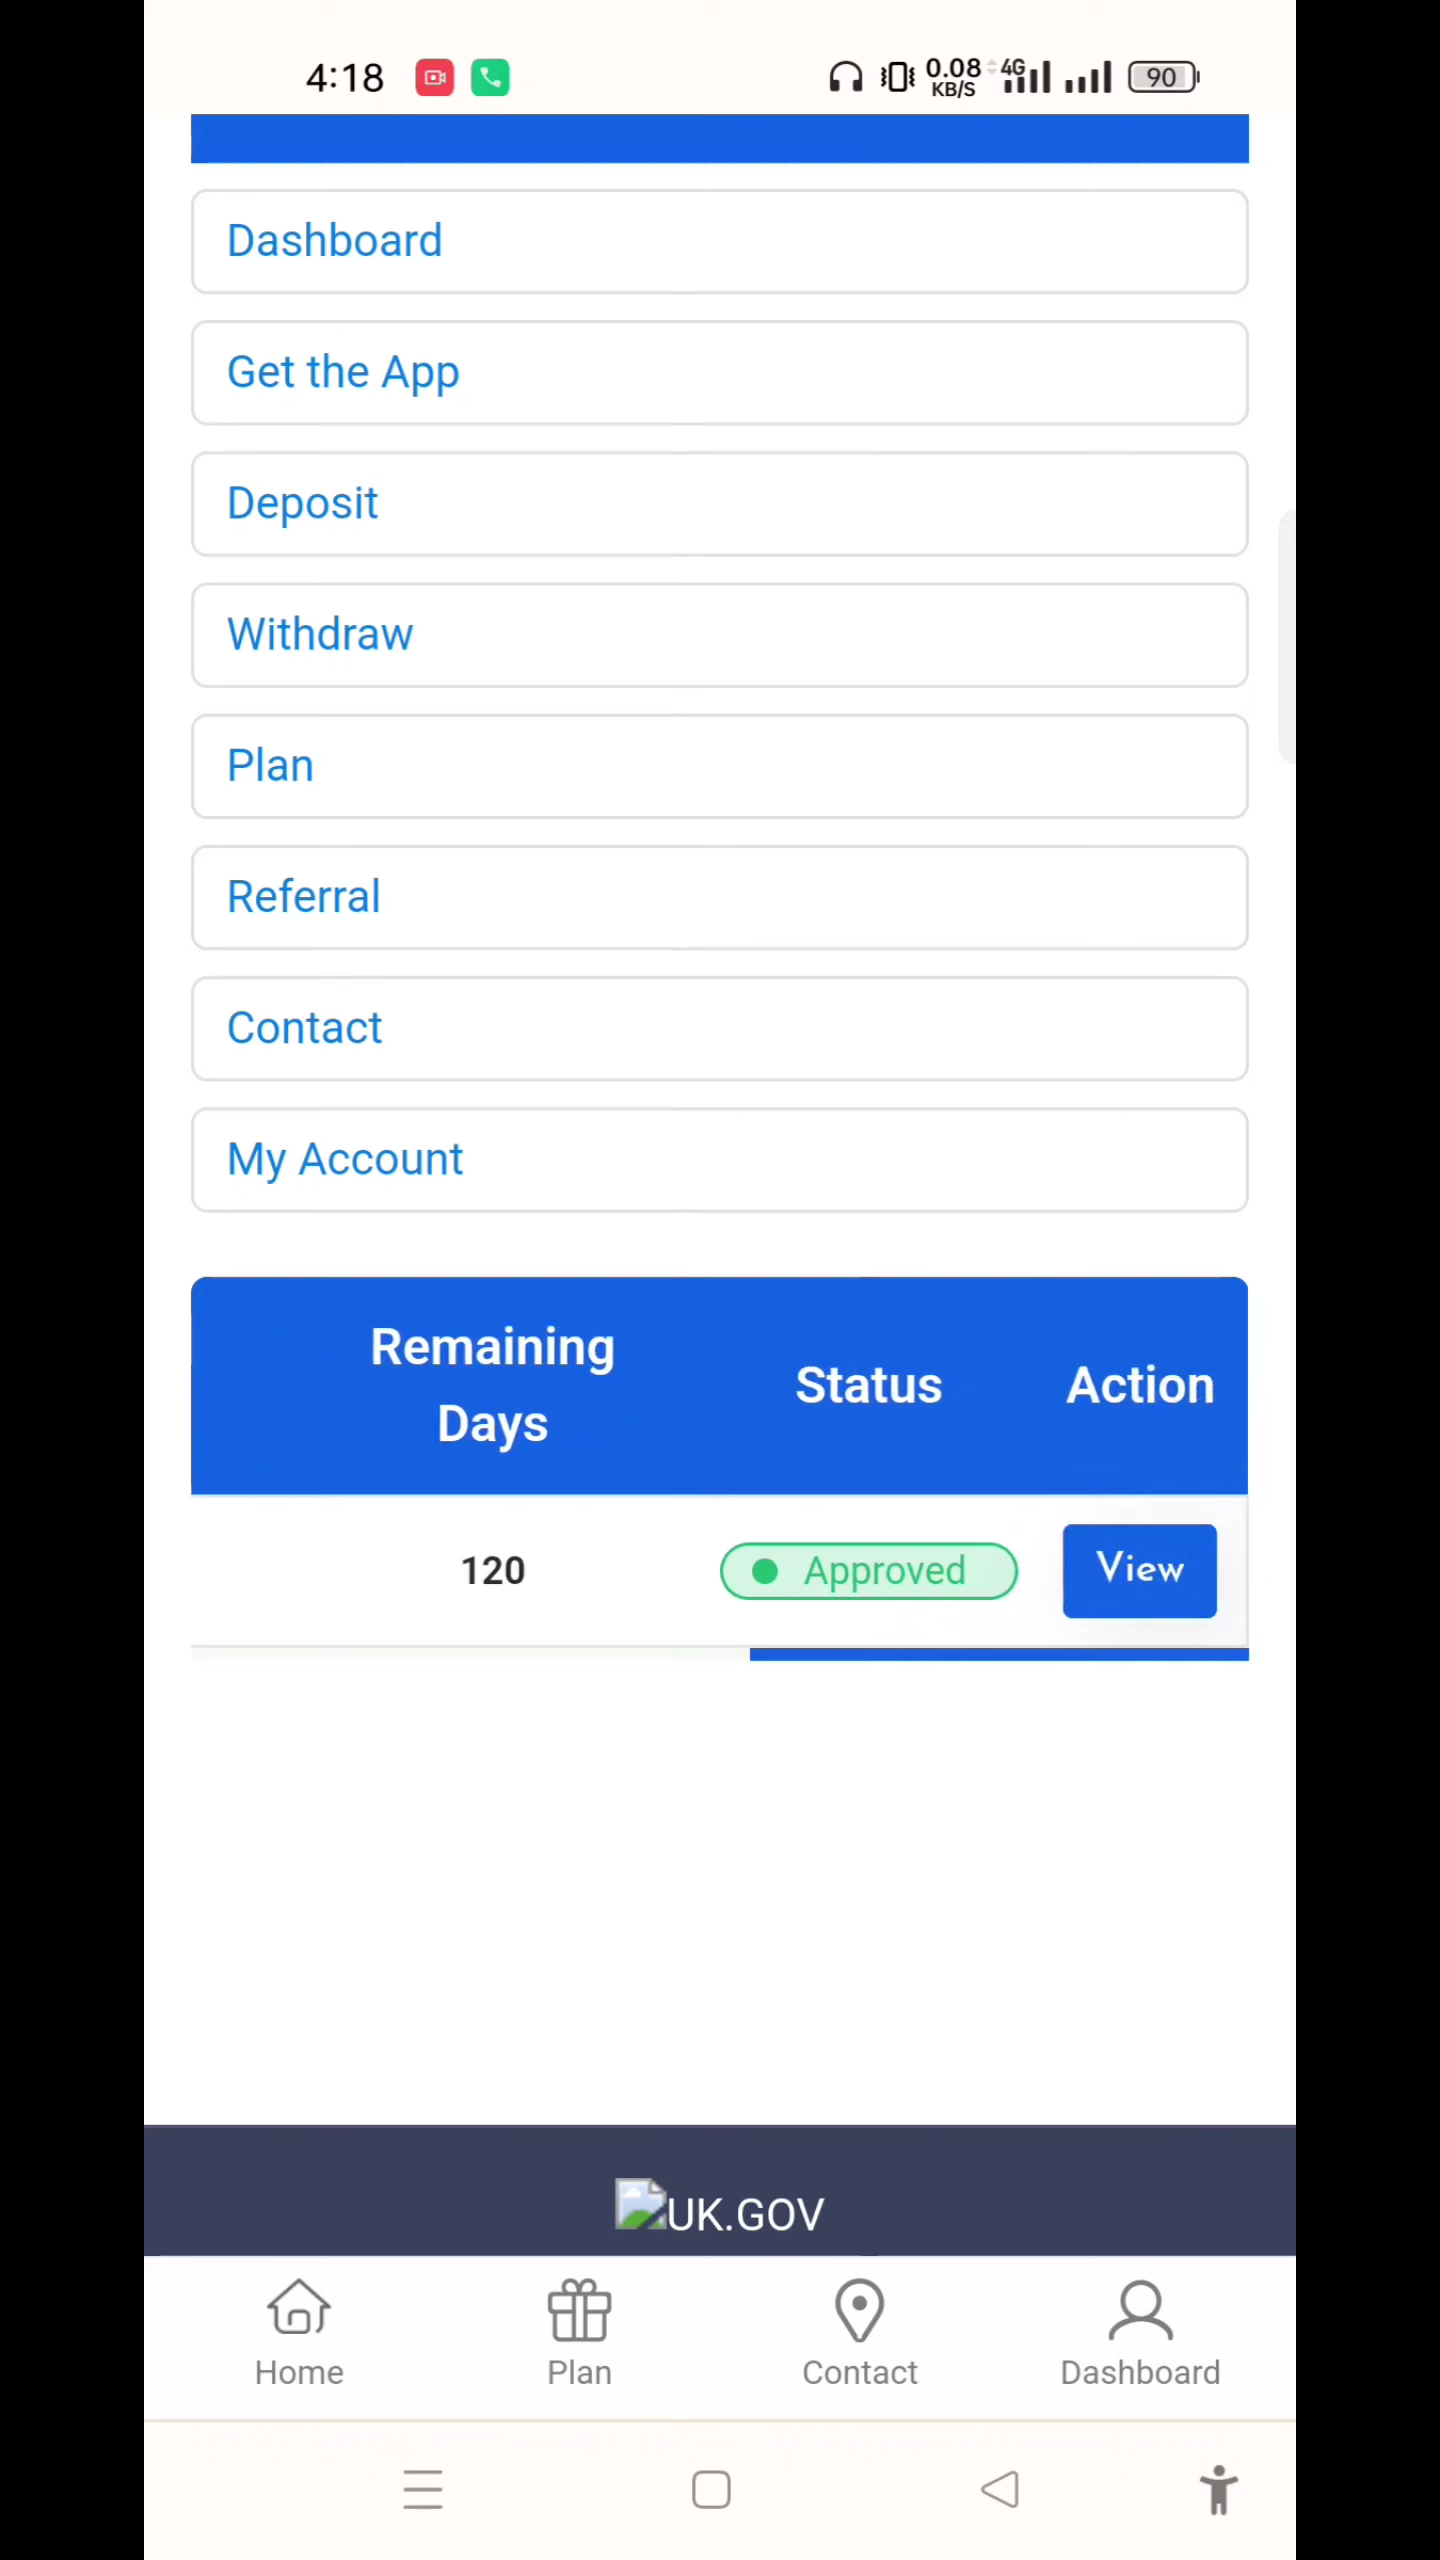 4:18 0.08 KB/S 4G 90
Dashboard
Get the App
Deposit
Withdraw
Plan
Referral
Contact
My Account
Remaining Days Status Action
120 Approved View
UK.GOV
Home Plan Contact Dashboard